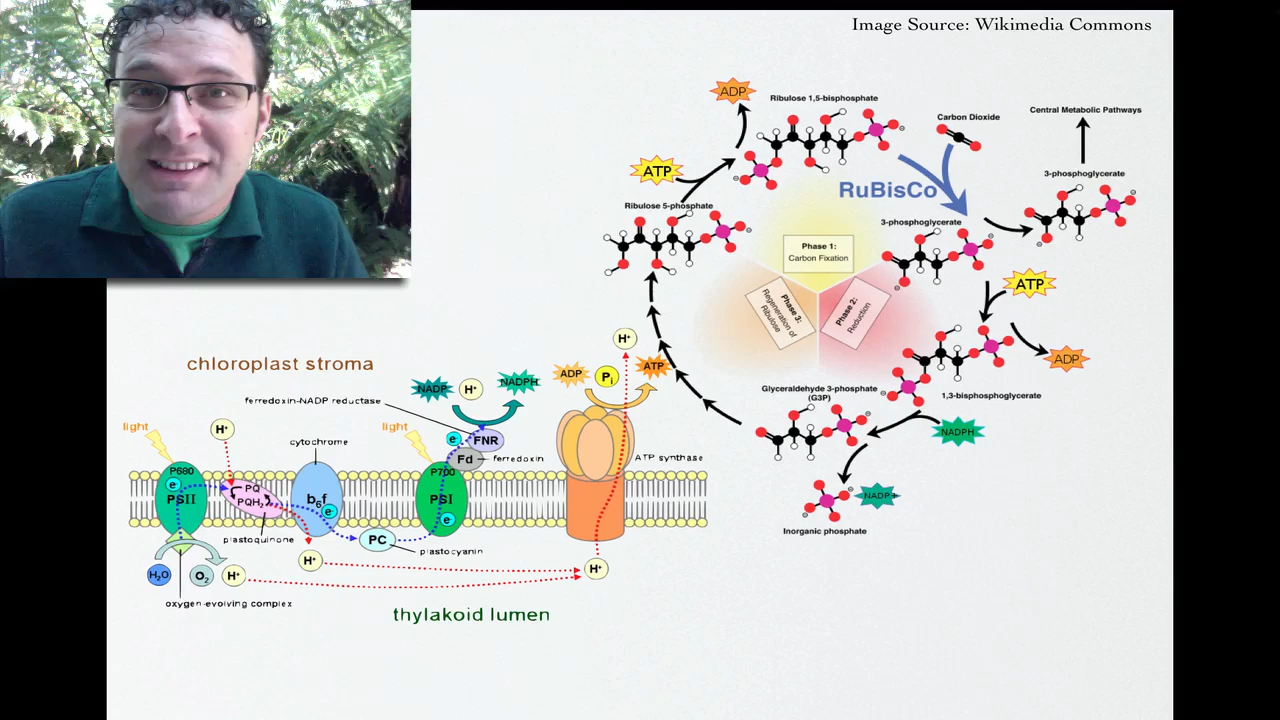 Image Source: Wikimedia Commons
ADP
Ribulose 1,5-bisphosphate
Carbon Dioxide
Central Metabolic Pathways
ATP
RuBisCo
3-phosphoglycerate
Ribulose 5-phosphate
3-phosphoglycerate
Phase 1:
Carbon Fixation
Phase 3:
Regeneration of
Ribulose
Phase 2:
Reduction
ATP
ADP
1,3-bisphosphoglycerate
Glyceraldehyde 3-phosphate
(G3P)
NADPH
NADP+
Inorganic phosphate
chloroplast stroma
H+
NADP
H+
NADPH
ADP
Pi
ATP
ferredoxin-NADP reductase
light
H+
cytochrome
light
e-
FNR
Fd
ferredoxin
ATP synthase
P680
e-
PSII
PQ
PQH2
b6f
e-
P700
PSI
e-
plastoquinone
PC
plastocyanin
H2O
O2
H+
H+
H+
oxygen-evolving complex
thylakoid lumen